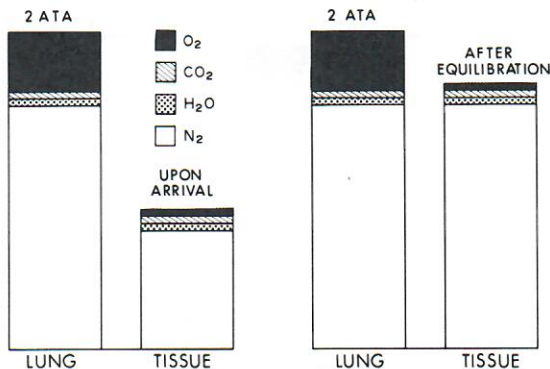 2 ATA
O₂
CO₂
H₂O
N₂
UPON
ARRIVAL
LUNG
TISSUE
2 ATA
AFTER
EQUILIBRATION
LUNG
TISSUE